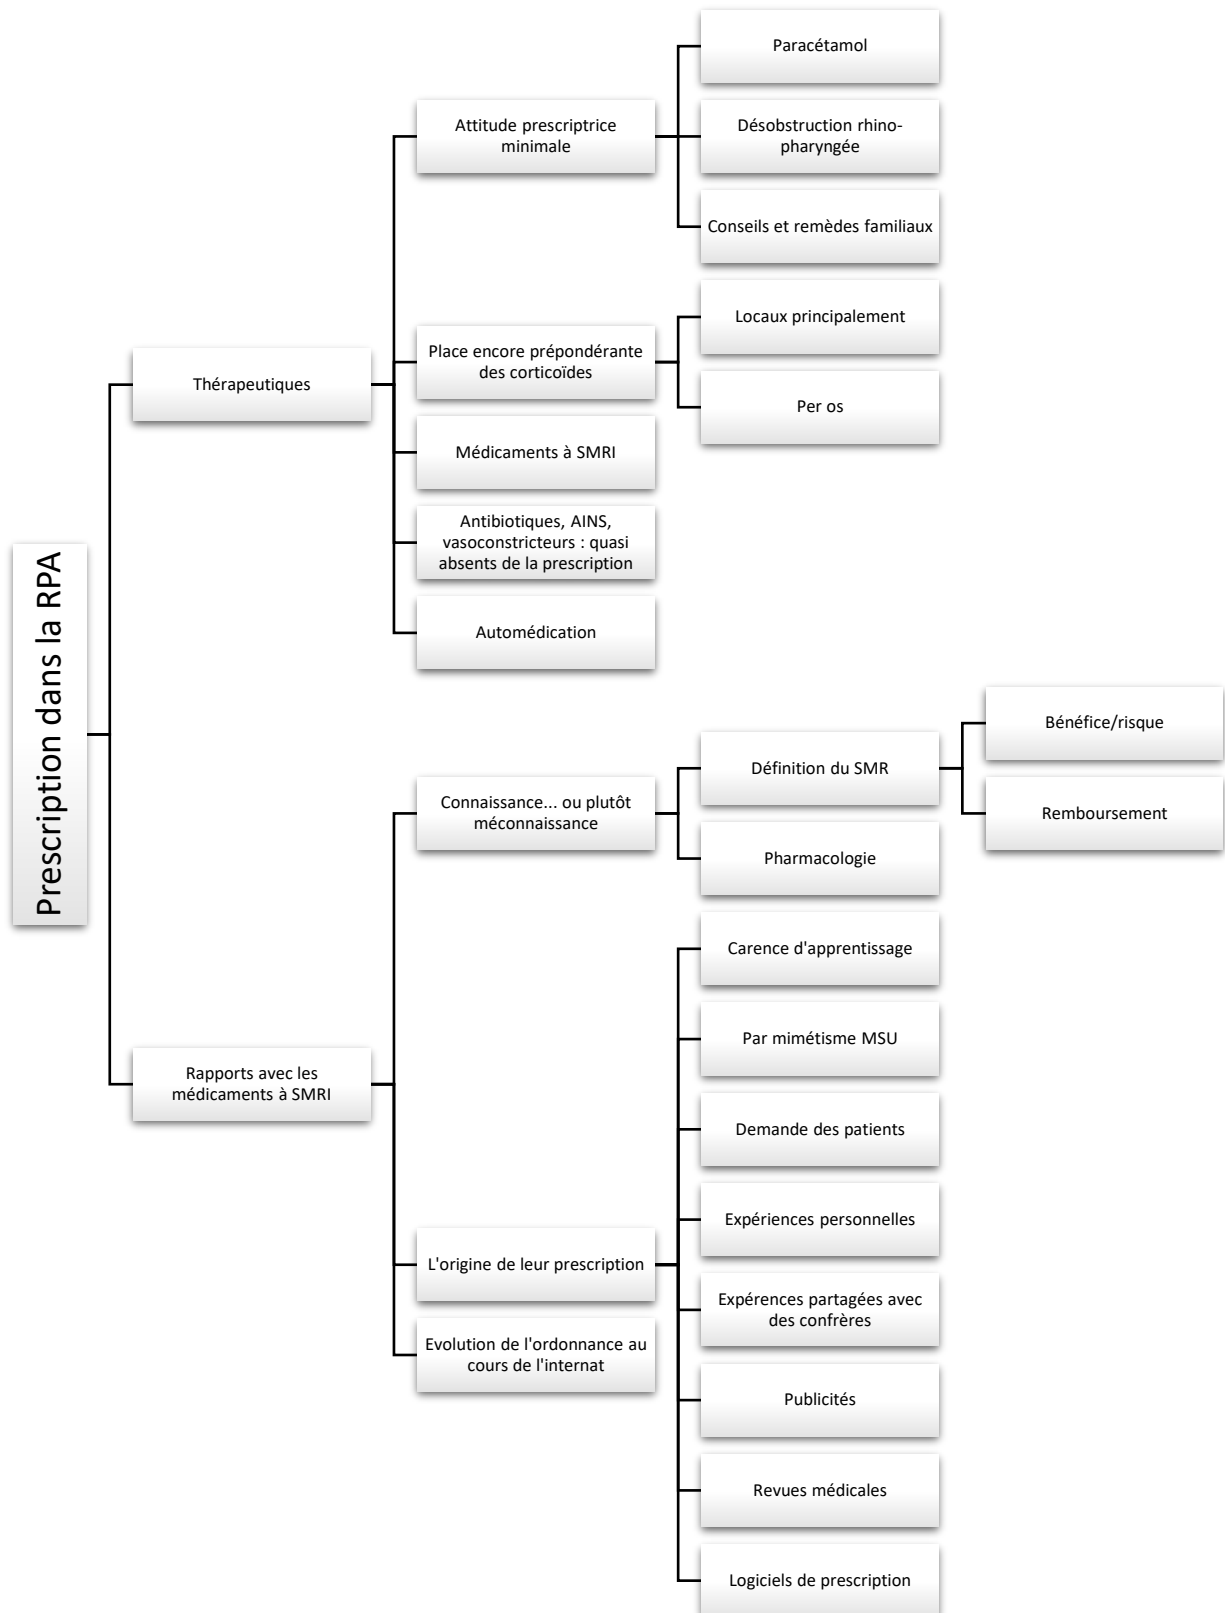 Prescription dans la RPA
Thérapeutiques
Attitude prescriptrice
minimale
Paracétamol
Désobstruction rhino-
pharyngée
Conseils et remèdes familiaux
Place encore prépondérante
des corticoïdes
Locaux principalement
Per os
Médicaments à SMRI
Antibiotiques, AINS,
vasoconstricteurs : quasi
absents de la prescription
Automédication
Rapports avec les
médicaments à SMRI
Connaissance... ou plutôt
méconnaissance
Définition du SMR
Bénéfice/risque
Remboursement
Pharmacologie
L'origine de leur prescription
Carence d'apprentissage
Par mimétisme MSU
Demande des patients
Expériences personnelles
Expérences partagées avec
des confrères
Publicités
Revues médicales
Logiciels de prescription
Evolution de l'ordonnance au
cours de l'internat